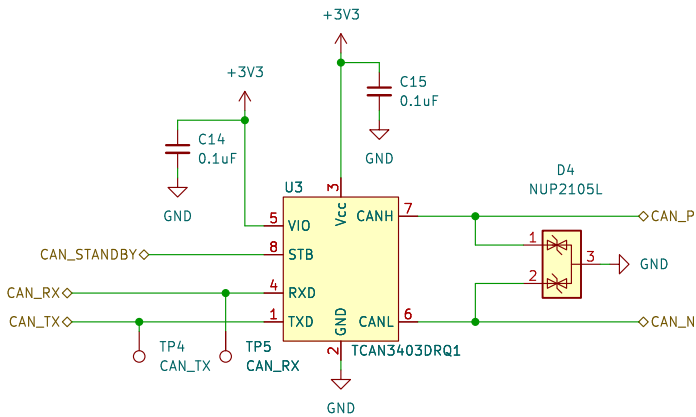 +3V3
+3V3
C15
0.1uF
GND
C14
0.1uF
GND
D4
NUP2105L
U3
3
Vcc
5
VIO
CANH
7
CAN_P
1
CAN_STANDBY
8
STB
3
GND
2
CAN_RX
4
RXD
CAN_TX
1
TXD
GND
CANL
6
CAN_N
2
TCAN3403DRQ1
TP4
CAN_TX
TP5
CAN_RX
GND